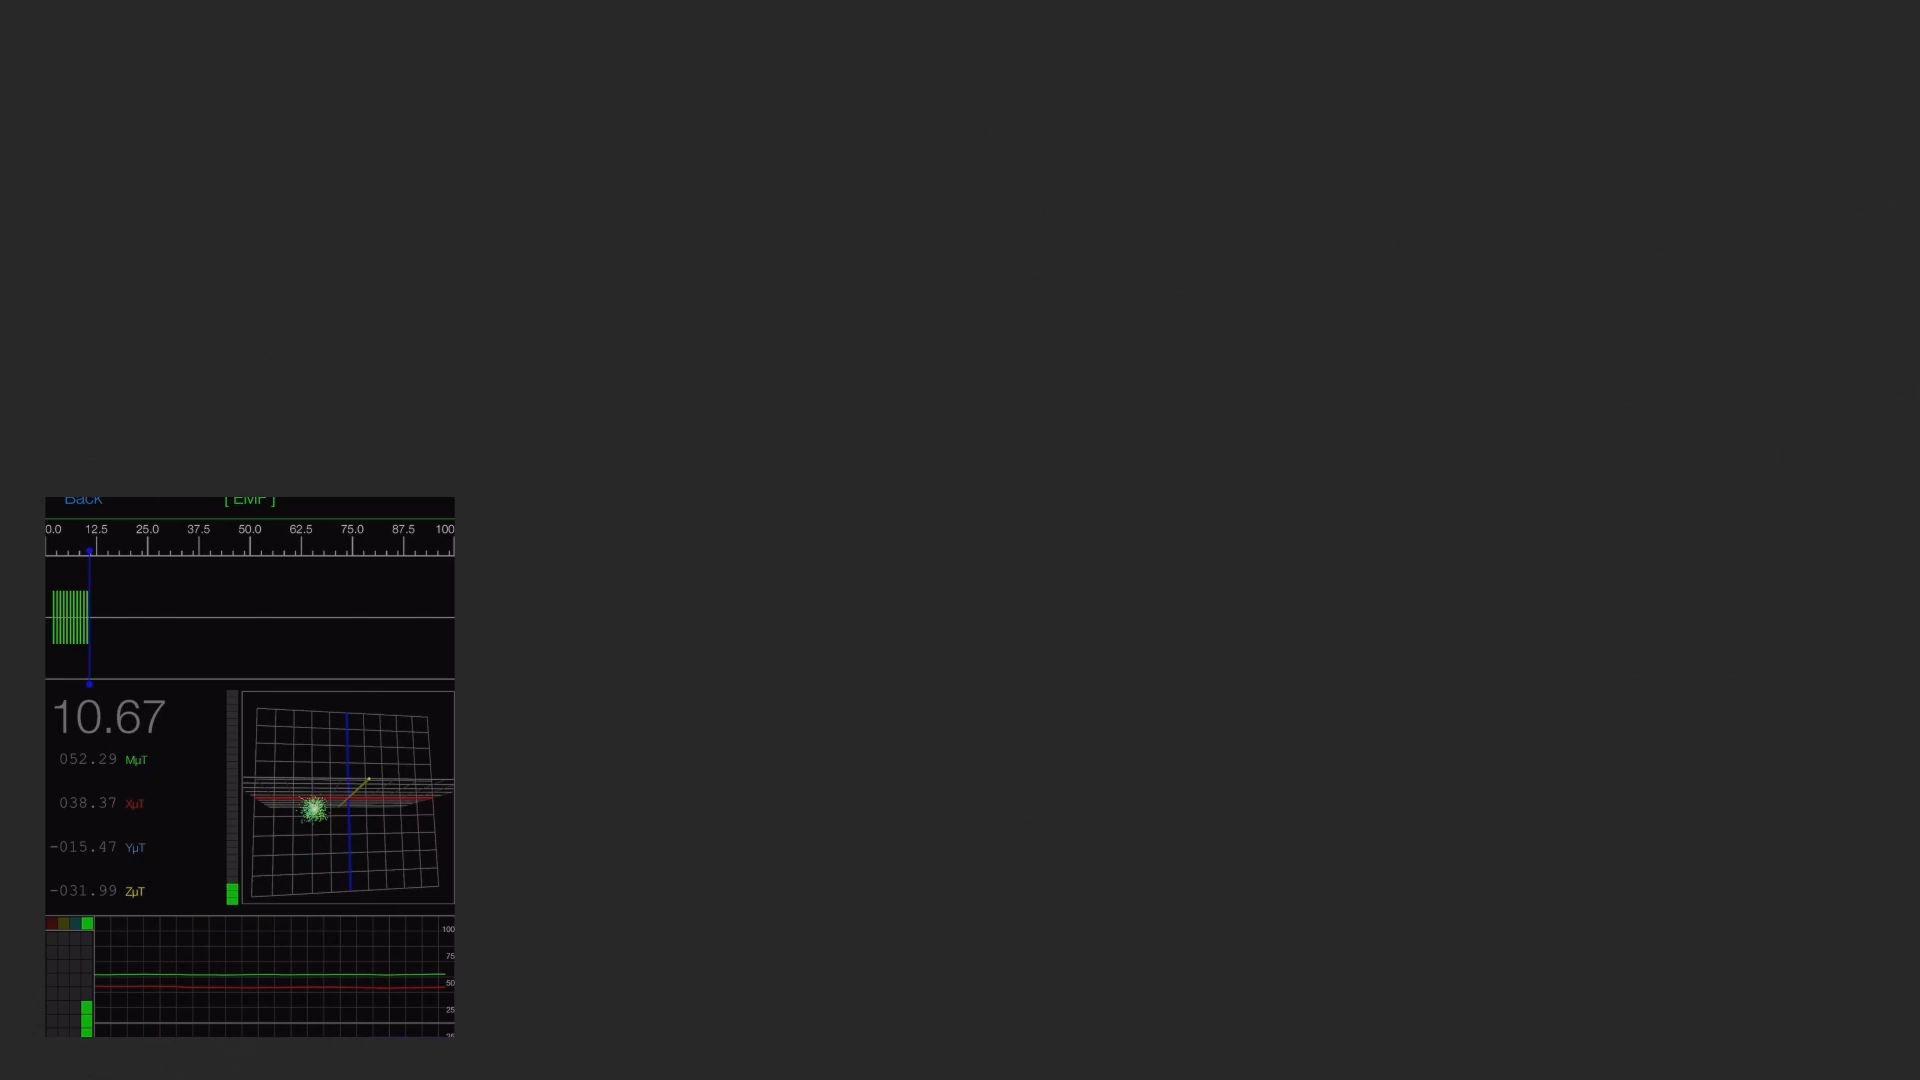 Back [ EMF ]
0.0 12.5 25.0 37.5 50.0 62.5 75.0 87.5 100
10.67
052.29 MµT
038.37 XµT
-015.47 YµT
-031.99 ZµT
100
75
50
25